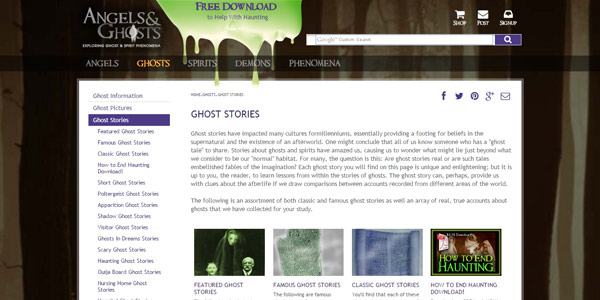 FREE DOWNLOAD
to Help With Haunting
ANGELS &
GHOSTS
EXPLORING GHOST & SPIRIT PHENOMENA
SHOP
POST
SIGNUP
Google Custom Search
ANGELS
GHOSTS
SPIRITS
DEMONS
PHENOMENA
Ghost Information
Ghost Pictures
Ghost Stories
Featured Ghost Stories
Famous Ghost Stories
Classic Ghost Stories
How to End Haunting
Download!
Short Ghost Stories
Poltergeist Ghost Stories
Apparition Ghost Stories
Shadow Ghost Stories
Visitor Ghost Stories
Ghosts In Dreams Stories
Scary Ghost Stories
Haunting Ghost Stories
Ouija Board Ghost Stories
Nursing Home Ghost
Stories
HOME»GHOSTS»GHOST STORIES
GHOST STORIES
Ghost stories have impacted many cultures formillenniums, essentially providing a footing for beliefs in the
supernatural and the existence of an afterworld. One might conclude that all of us know someone who has a "ghost
tale" to share. Stories about ghosts and spirits have amazed us, causing us to wonder what might lie just beyond what
we consider to be our "normal" habitat. For many, the question is this: Are ghost stories real or are such tales
embellished fables of the imagination? Each ghost story you will find on this page is unique and enlightening; but it is
up to you, the reader, to learn lessons from within the stories of ghosts. The ghost story can, perhaps, provide us
with clues about the afterlife if we draw comparisons between accounts recorded from different areas of the world.
The following is an assortment of both classic and famous ghost stories as well an array of real, true accounts about
ghosts that we have collected for your study.
HOW TO END
HAUNTING
FEATURED GHOST
STORIES
FAMOUS GHOST STORIES
The following are famous
CLASSIC GHOST STORIES
You'll find that each of these
HOW TO END HAUNTING
DOWNLOAD!